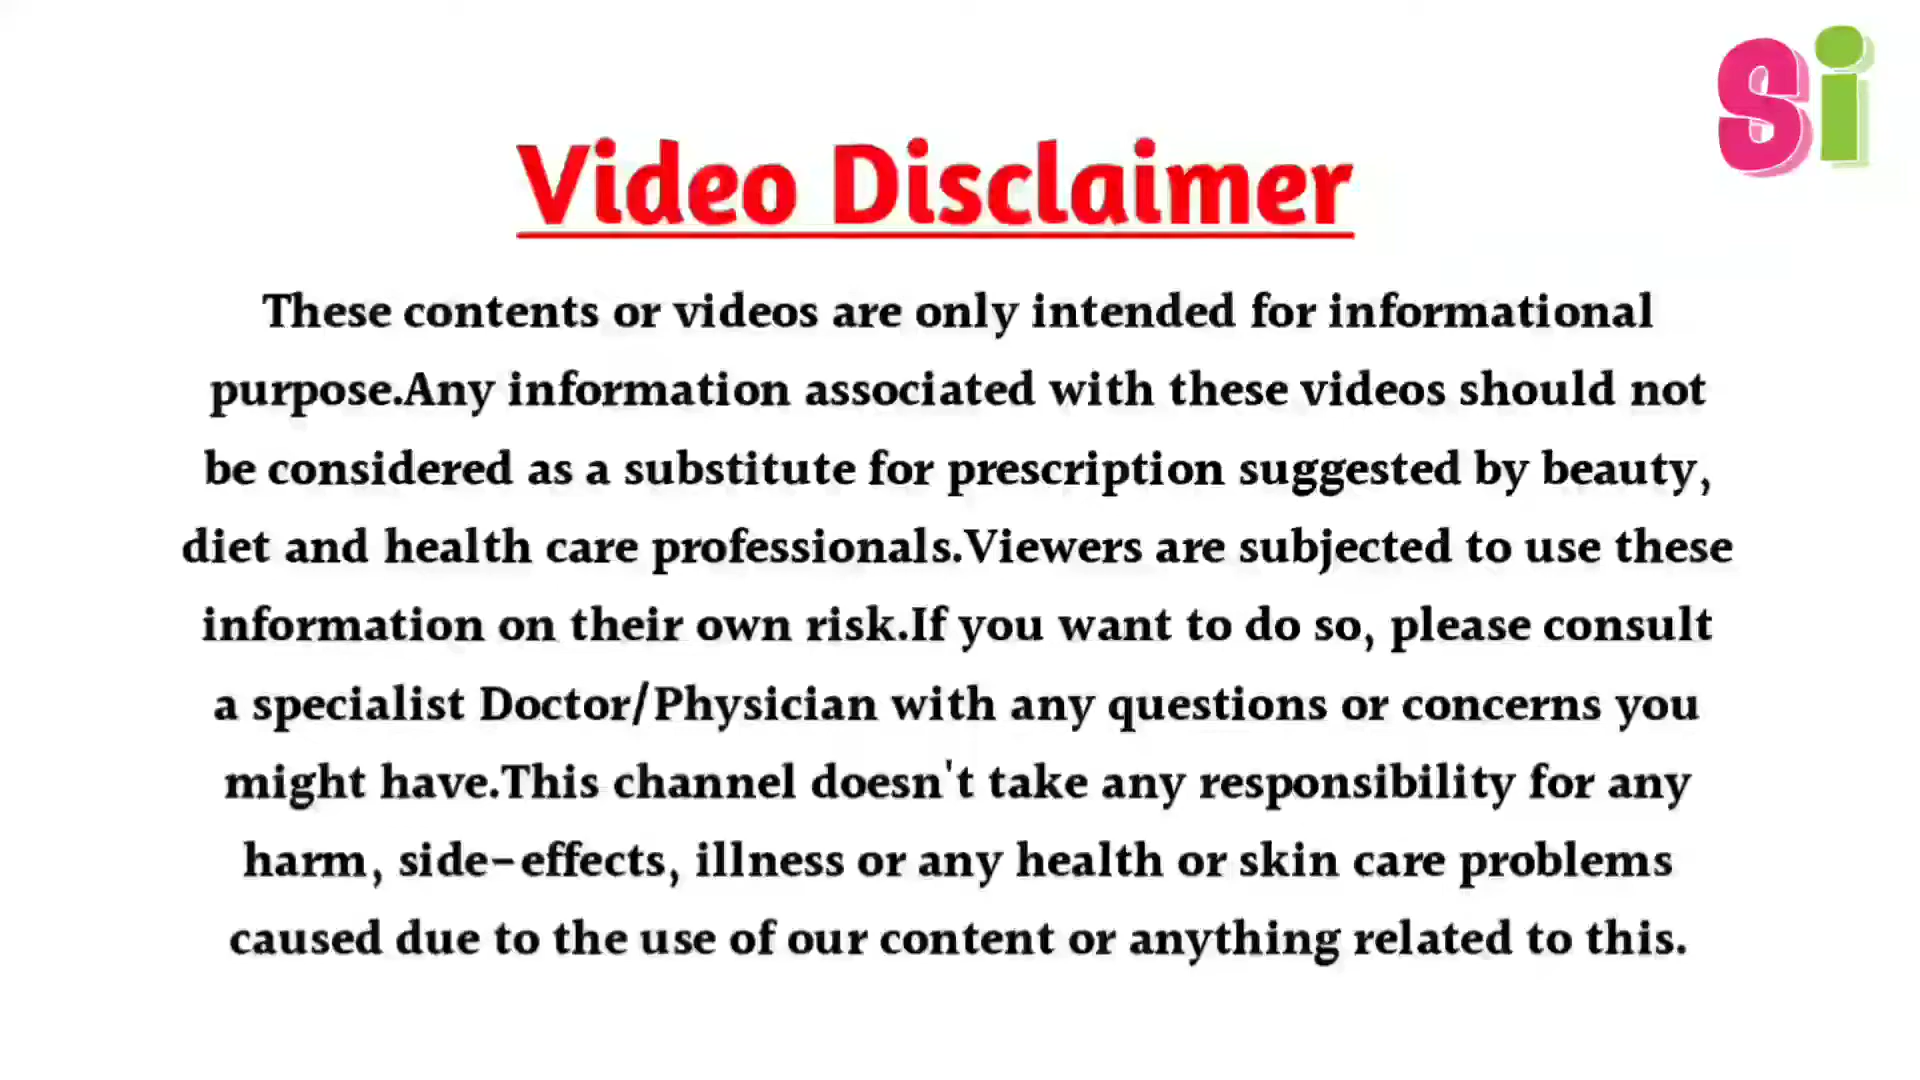 Si
Video Disclaimer
These contents or videos are only intended for informational
purpose.Any information associated with these videos should not
be considered as a substitute for prescription suggested by beauty,
diet and health care professionals.Viewers are subjected to use these
information on their own risk.If you want to do so, please consult
a specialist Doctor/Physician with any questions or concerns you
might have.This channel doesn't take any responsibility for any
harm, side-effects, illness or any health or skin care problems
caused due to the use of our content or anything related to this.